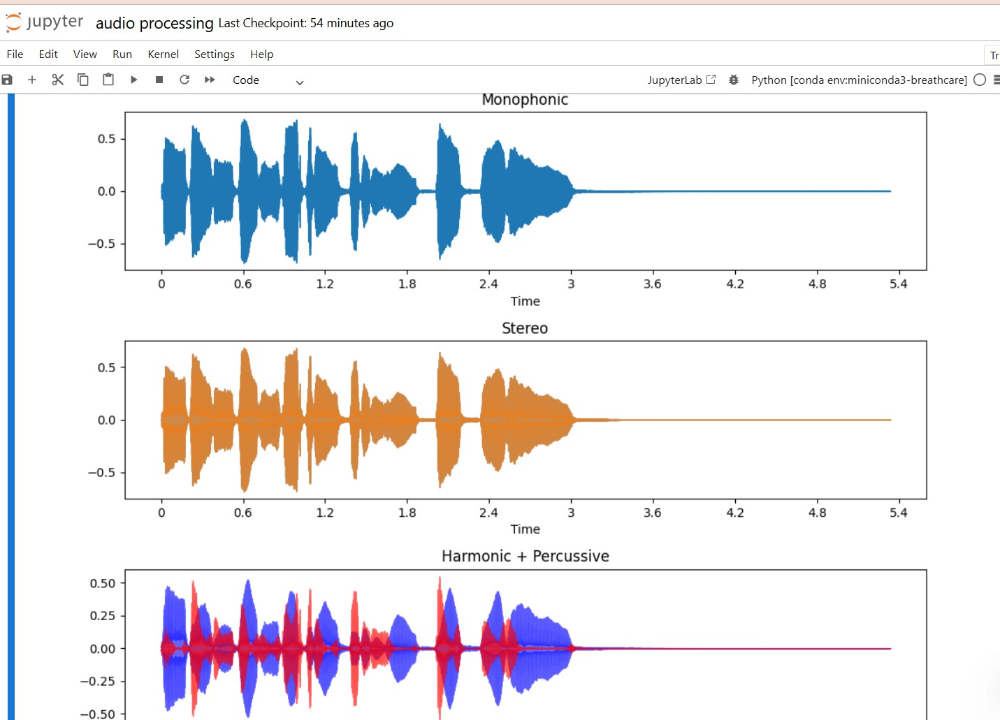 jupyter audio processing Last Checkpoint: 54 minutes ago
File Edit View Run Kernel Settings Help
Tr
Code JupyterLab Python [conda env:miniconda3-breathcare]
Monophonic
0.5
0.0
−0.5
0 0.6 1.2 1.8 2.4 3 3.6 4.2 4.8 5.4
Time
Stereo
0.5
0.0
−0.5
0 0.6 1.2 1.8 2.4 3 3.6 4.2 4.8 5.4
Time
Harmonic + Percussive
0.50
0.25
0.00
−0.25
−0.50